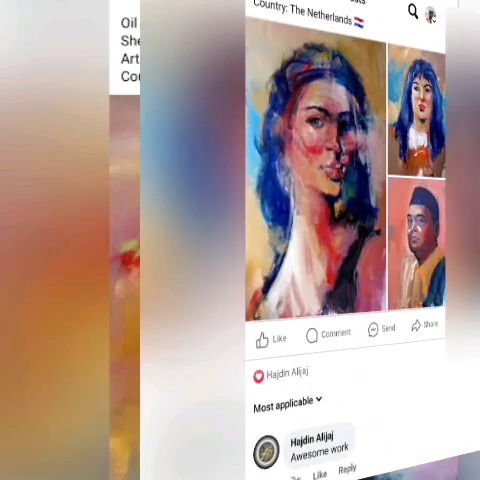 Oil
She
Art
Cou
Country: The Netherlands 🇳🇱
Like
Comment
Send
Share
Hajdin Alijaj
Most applicable
Hajdin Alijaj
Awesome work
Like
Reply